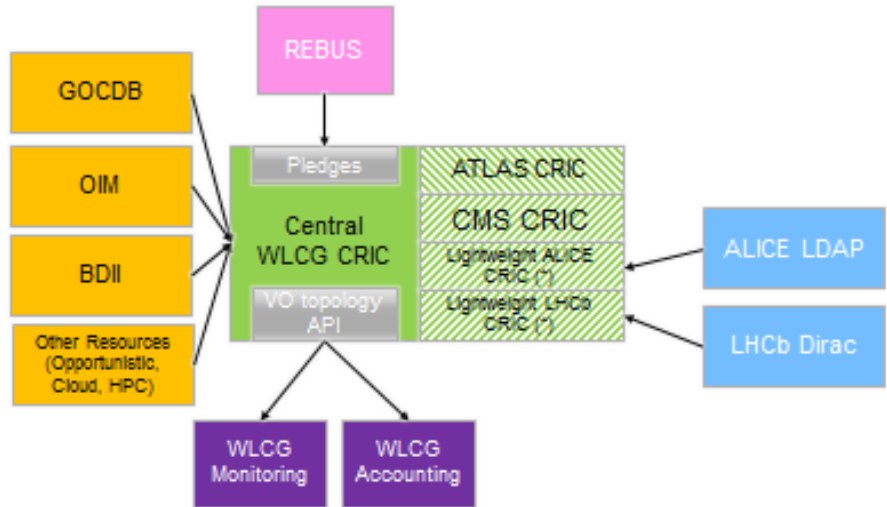 REBUS
GOCDB
OIM
BDII
Other Resources
(Opportunistic,
Cloud, HPC)
Pledges
Central
WLCG CRIC
VO topology
API
ATLAS CRIC
CMS CRIC
Lightweight ALICE
CRIC (*)
Lightweight LHCb
CRIC (*)
ALICE LDAP
LHCb Dirac
WLCG
Monitoring
WLCG
Accounting